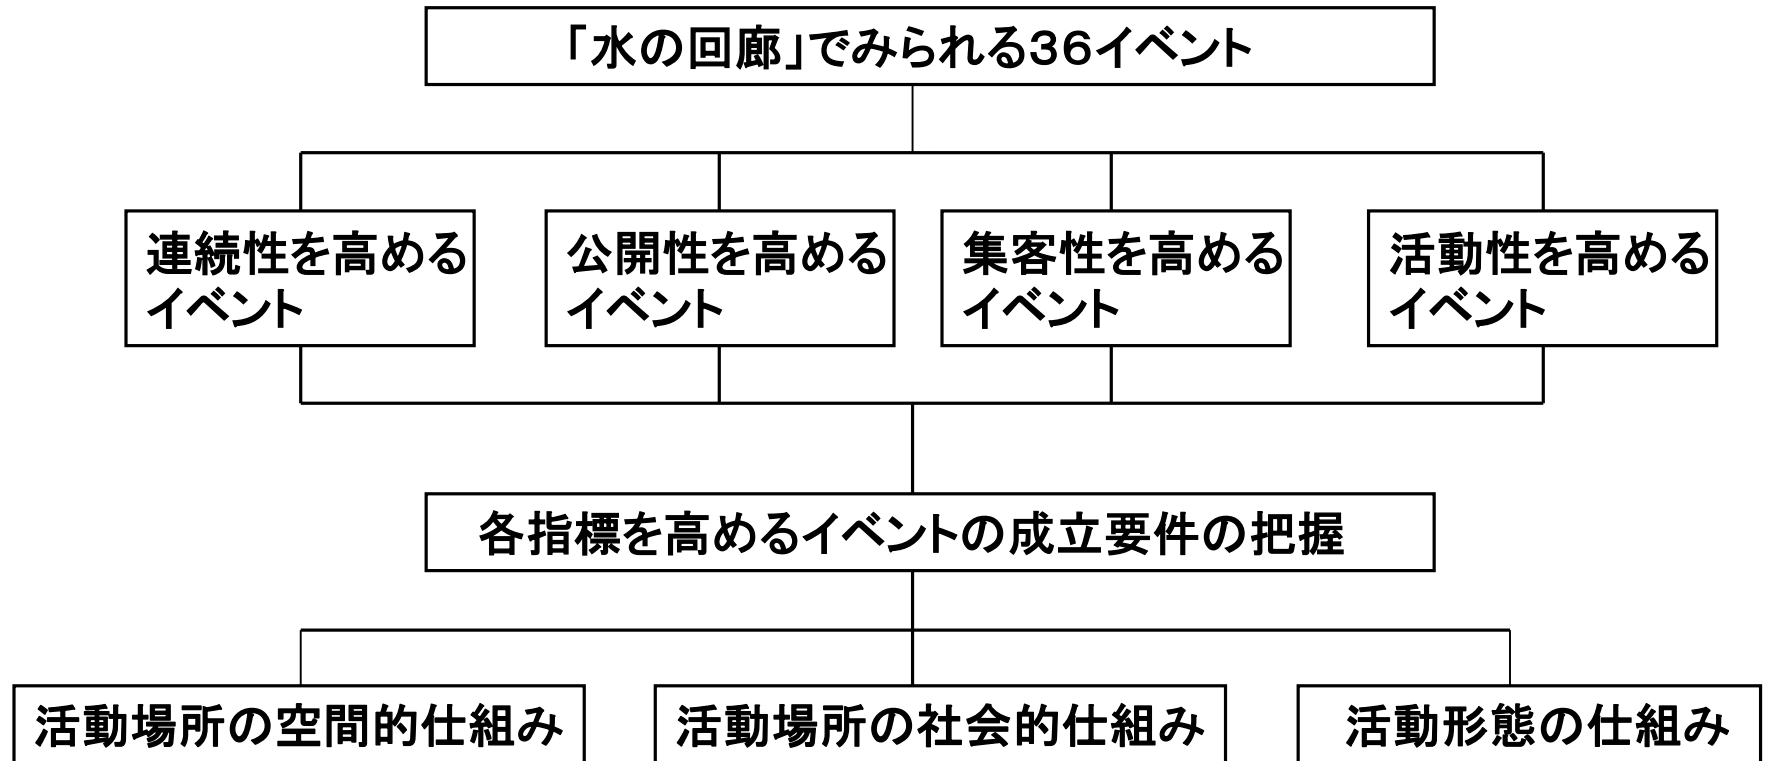 「水の回廊」でみられる３６イベント
連続性を高める
イベント
公開性を高める
イベント
集客性を高める
イベント
活動性を高める
イベント
各指標を高めるイベントの成立要件の把握
活動場所の空間的仕組み
活動場所の社会的仕組み
活動形態の仕組み